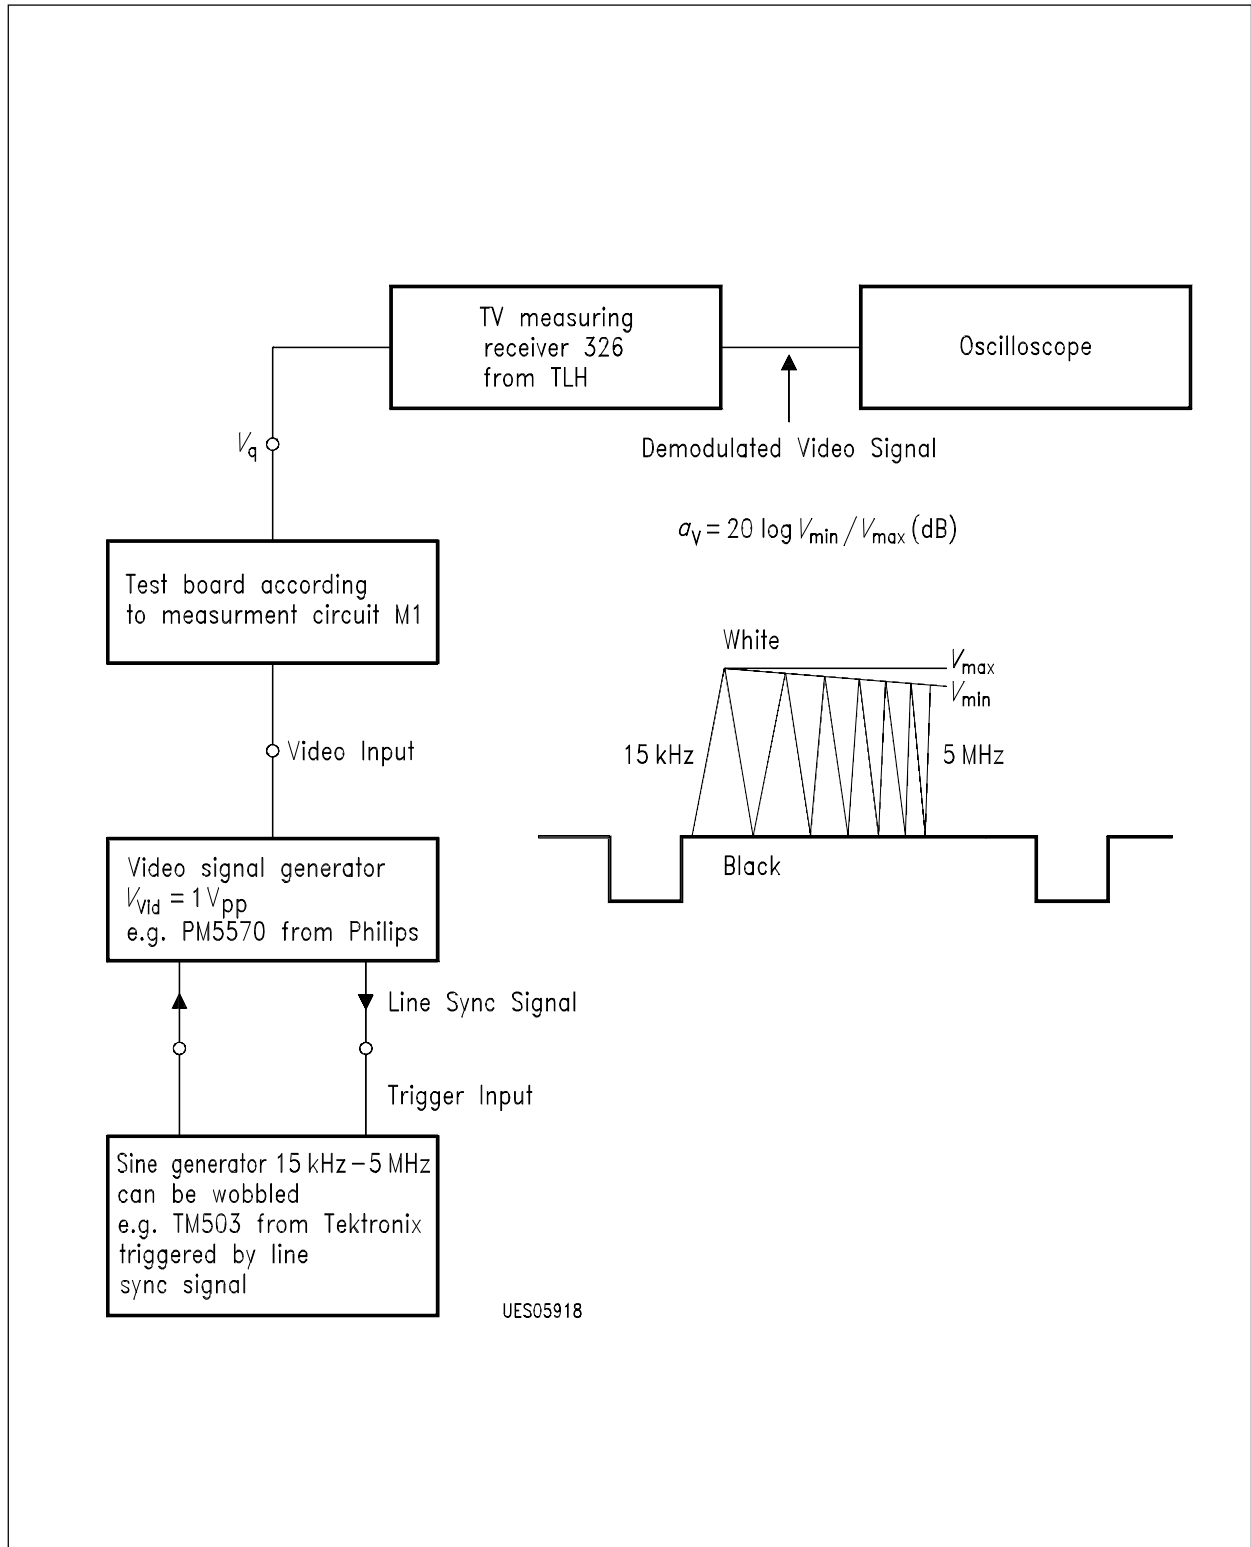 TV measuring
receiver 326
from TLH
Oscilloscope
Vq
Demodulated Video Signal
aV = 20 log Vmin / Vmax (dB)
Test board according
to measurment circuit M1
White
Vmax
Vmin
15 kHz
5 MHz
Video Input
Black
Video signal generator
VVid = 1 Vpp
e.g. PM5570 from Philips
Line Sync Signal
Trigger Input
Sine generator 15 kHz – 5 MHz
can be wobbled
e.g. TM503 from Tektronix
triggered by line
sync signal
UES05918